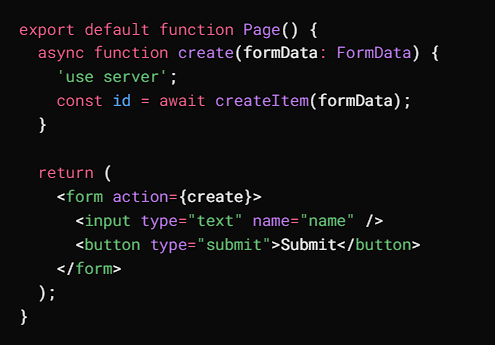 export default function Page() {
  async function create(formData: FormData) {
    'use server';
    const id = await createItem(formData);
  }

  return (
    <form action={create}>
      <input type="text" name="name" />
      <button type="submit">Submit</button>
    </form>
  );
}